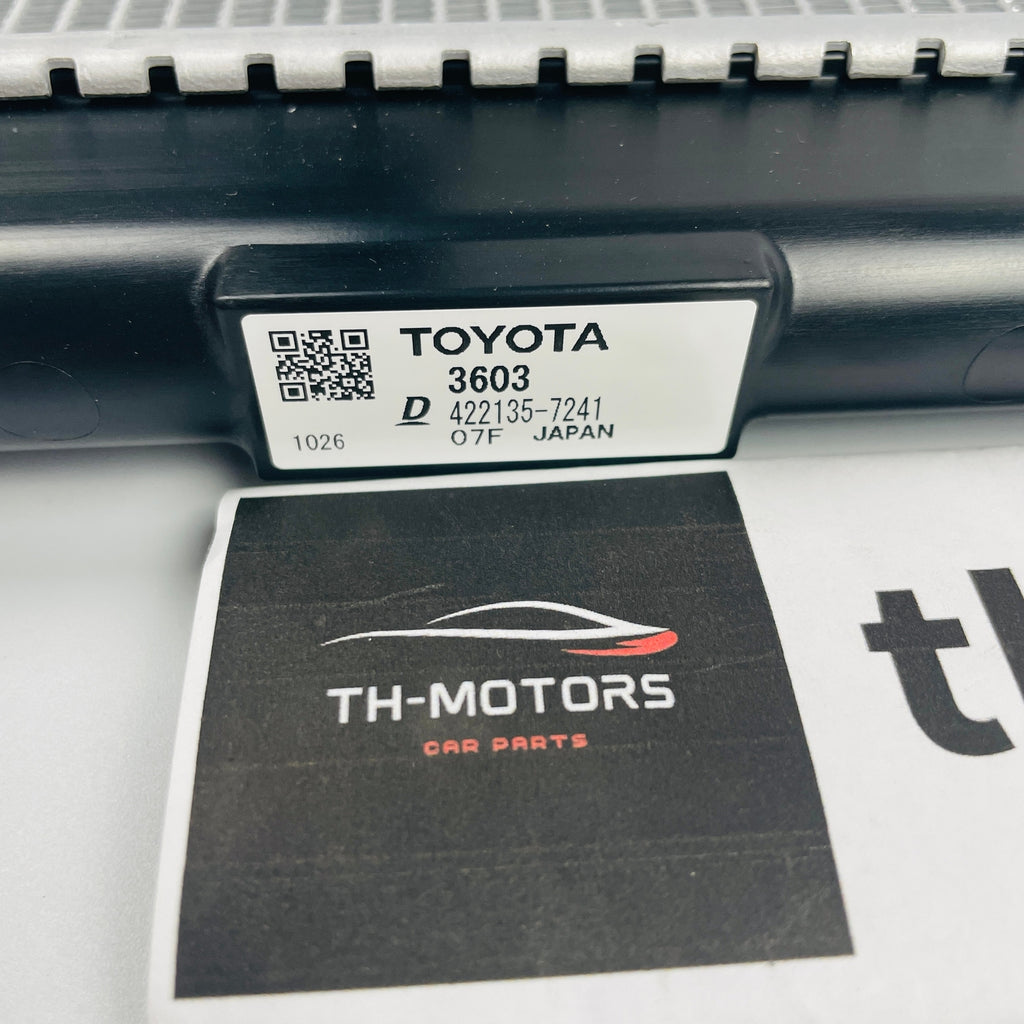 TOYOTA
3603
D 422135-7241
1026
07F JAPAN
TH-MOTORS
CAR PARTS